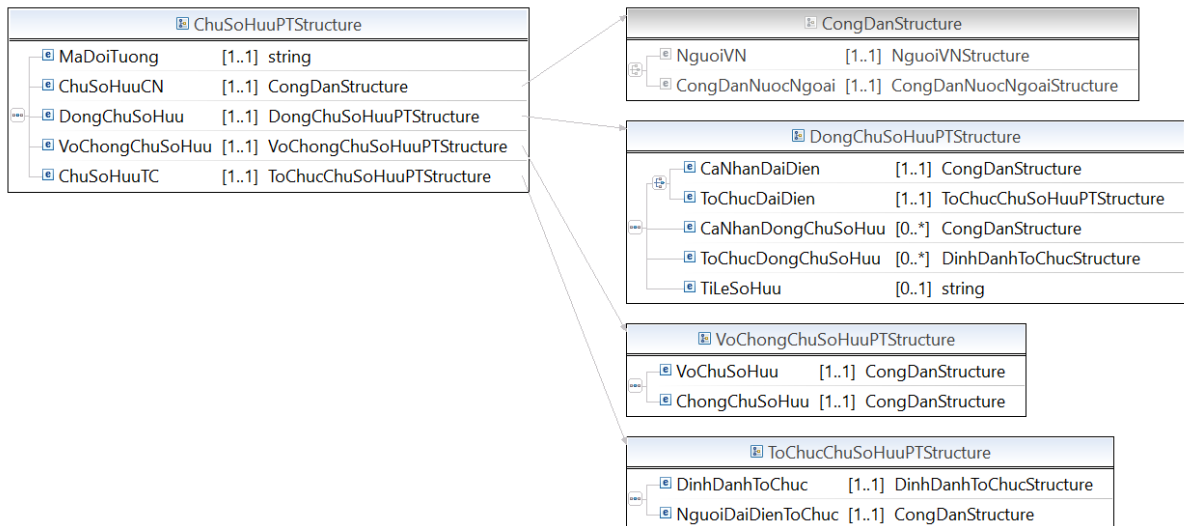 ChuSoHuuPTStructure
MaDoiTuong [1..1] string
ChuSoHuuCN [1..1] CongDanStructure
DongChuSoHuu [1..1] DongChuSoHuuPTStructure
VoChongChuSoHuu [1..1] VoChongChuSoHuuPTStructure
ChuSoHuuTC [1..1] ToChucChuSoHuuPTStructure
CongDanStructure
NguoiVN [1..1] NguoiVNStructure
CongDanNuocNgoai [1..1] CongDanNuocNgoaiStructure
DongChuSoHuuPTStructure
CaNhanDaiDien [1..1] CongDanStructure
ToChucDaiDien [1..1] ToChucChuSoHuuPTStructure
CaNhanDongChuSoHuu [0..*] CongDanStructure
ToChucDongChuSoHuu [0..*] DinhDanhToChucStructure
TiLeSoHuu [0..1] string
VoChongChuSoHuuPTStructure
VoChuSoHuu [1..1] CongDanStructure
ChongChuSoHuu [1..1] CongDanStructure
ToChucChuSoHuuPTStructure
DinhDanhToChuc [1..1] DinhDanhToChucStructure
NguoiDaiDienToChuc [1..1] CongDanStructure